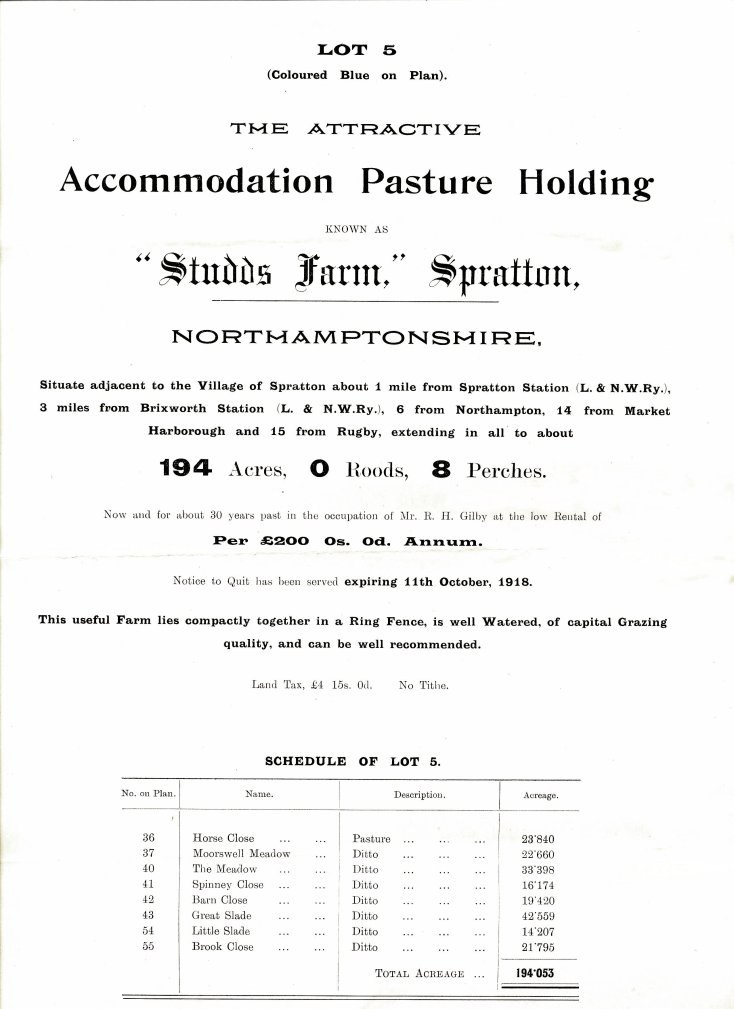 LOT 5
(Coloured Blue on Plan).
THE ATTRACTIVE
Accommodation Pasture Holding
KNOWN AS
"Studds Farm," Spratton,
NORTHAMPTONSHIRE,
Situate adjacent to the Village of Spratton about 1 mile from Spratton Station (L. & N.W.Ry.),
3 miles from Brixworth Station (L. & N.W.Ry.), 6 from Northampton, 14 from Market
Harborough and 15 from Rugby, extending in all to about
194 Acres, 0 Roods, 8 Perches.
Now and for about 30 years past in the occupation of Mr. R. H. Gilby at the low Rental of
Per £200 0s. 0d. Annum.
Notice to Quit has been served expiring 11th October, 1918.
This useful Farm lies compactly together in a Ring Fence, is well Watered, of capital Grazing
quality, and can be well recommended.
Land Tax, £4 15s. 0d. No Tithe.
SCHEDULE OF LOT 5.
No. on Plan. Name. Description. Acreage.
36 Horse Close ... ... Pasture ... ... ... 23·840
37 Moorswell Meadow ... Ditto ... ... ... 22·660
40 The Meadow ... ... Ditto ... ... ... 33·398
41 Spinney Close ... ... Ditto ... ... ... 16·174
42 Barn Close ... ... Ditto ... ... ... 19·420
43 Great Slade ... ... Ditto ... ... ... 42·559
54 Little Slade ... ... Ditto ... ... ... 14·207
55 Brook Close ... ... Ditto ... ... ... 21·795
TOTAL ACREAGE ... 194·053